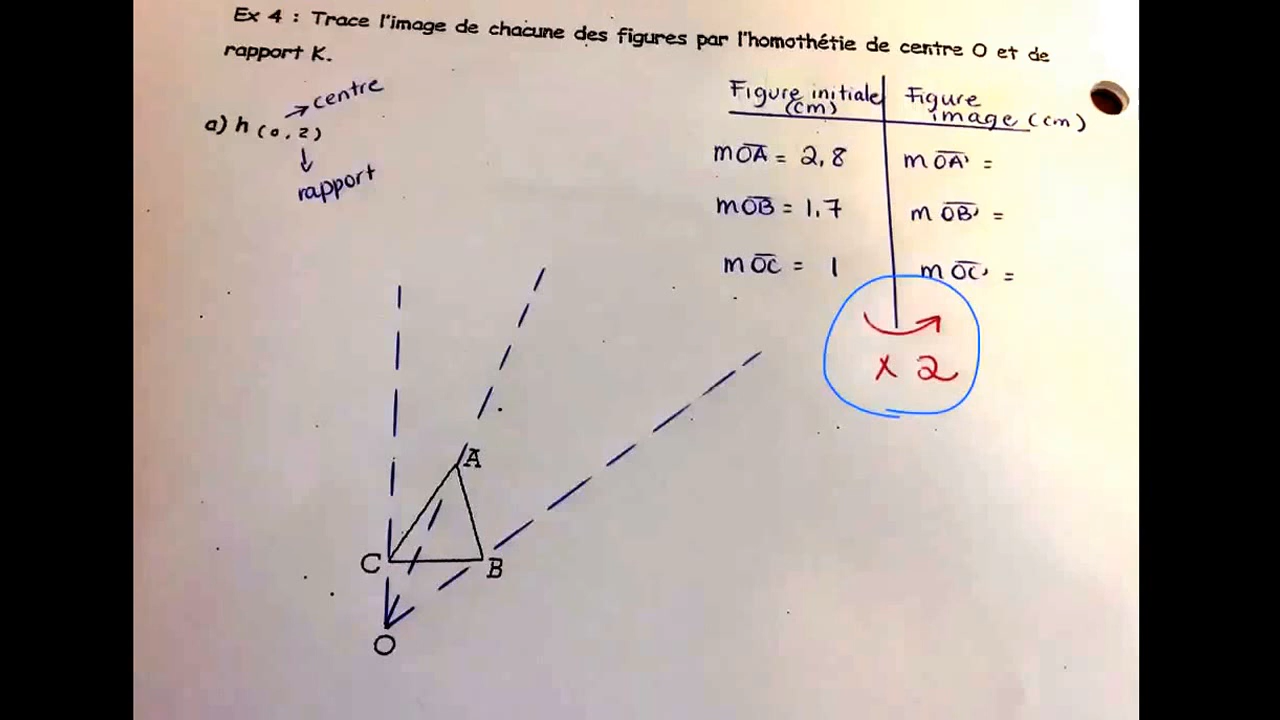 Ex 4 : Trace l'image de chacune des figures par l'homothétie de centre O et de
rapport K.
centre
a) h (0, 2)
rapport
Figure initiale
(cm)
Figure
image (cm)
mOA = 2,8
mOA' =
mOB = 1,7
mOB' =
mOC = 1
mOC' =
x 2
A
C
B
O